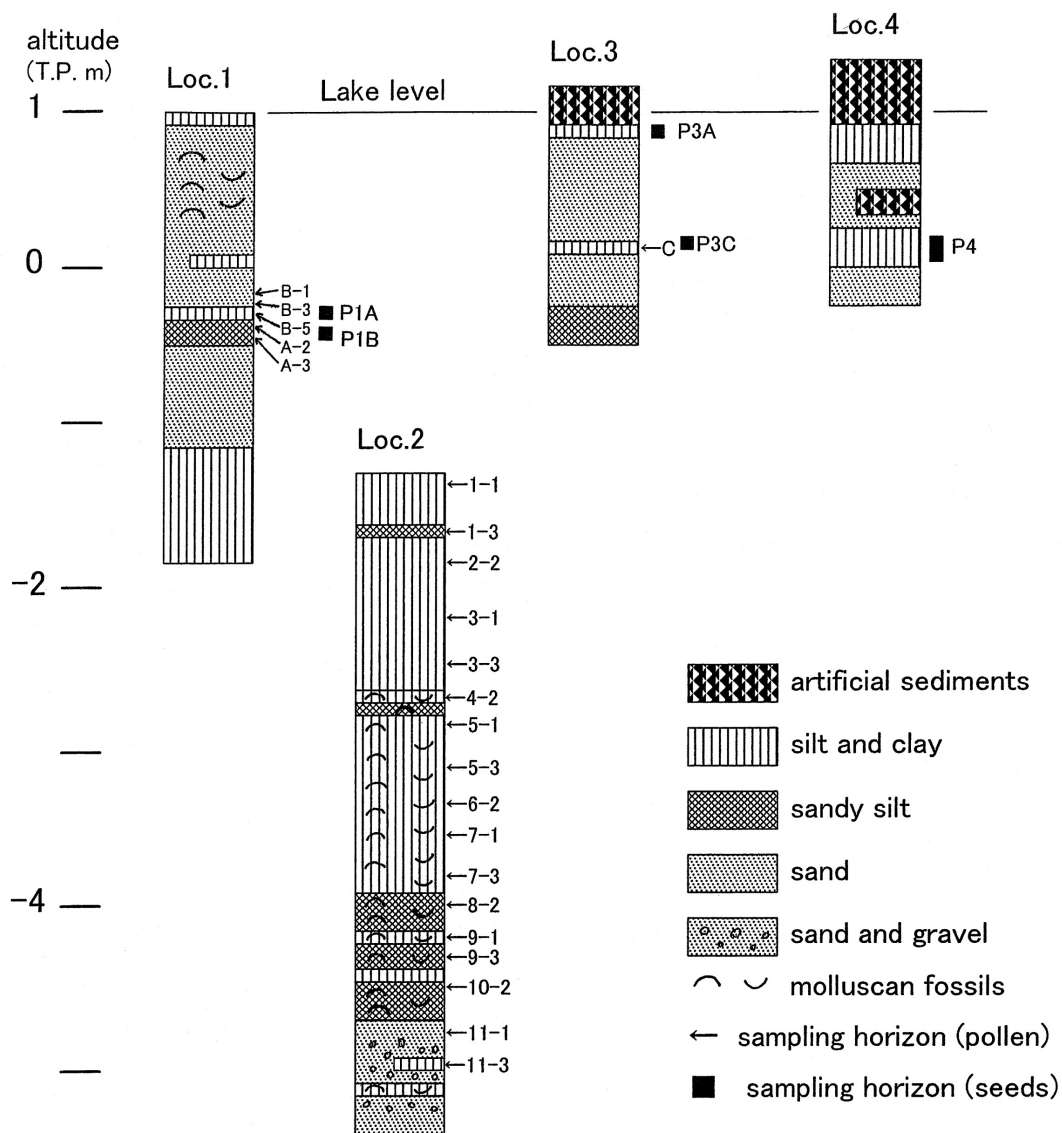 altitude
(T.P. m)
1
0
-2
-4
Loc.1
Lake level
Loc.3
Loc.4
B-1
B-3
B-5
A-2
A-3
P1A
P1B
P3A
C
P3C
P4
Loc.2
1-1
1-3
2-2
3-1
3-3
4-2
5-1
5-3
6-2
7-1
7-3
8-2
9-1
9-3
10-2
11-1
11-3
artificial sediments
silt and clay
sandy silt
sand
sand and gravel
molluscan fossils
sampling horizon (pollen)
sampling horizon (seeds)